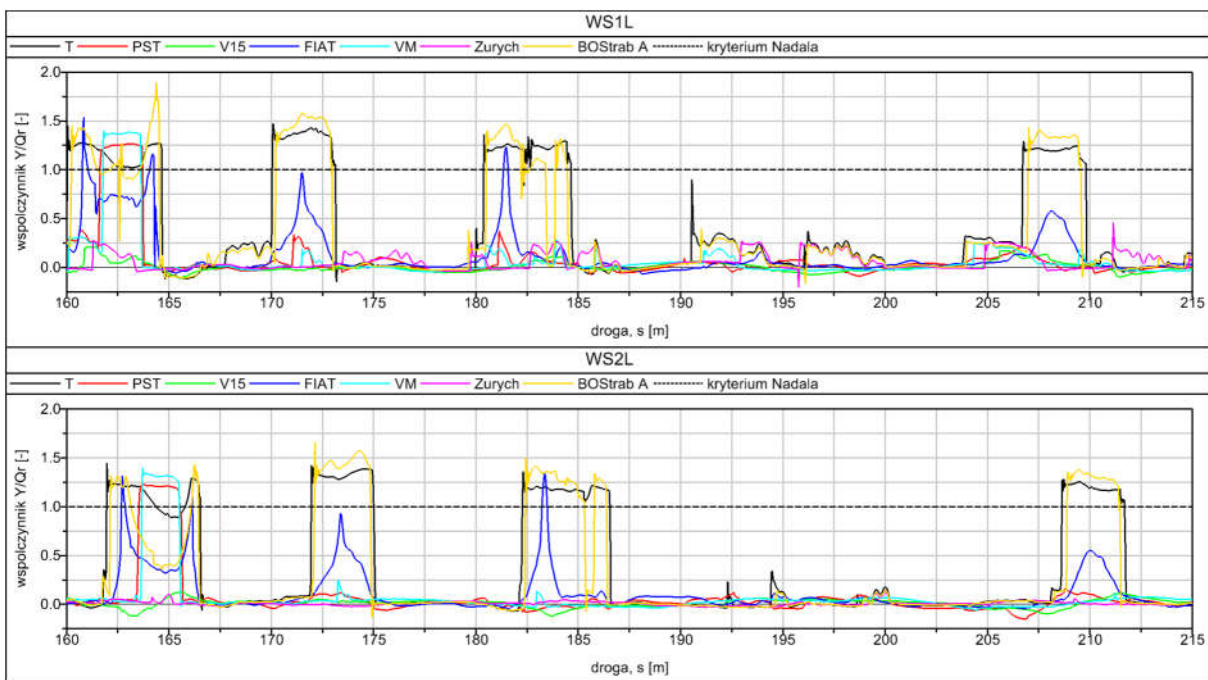 WS1L
T PST V15 FIAT VM Zurych BOStrab A kryterium Nadala
wspolczynnik Y/Qr [-]
2.0
1.5
1.0
0.5
0.0
160 165 170 175 180 185 190 195 200 205 210 215
droga, s [m]
WS2L
T PST V15 FIAT VM Zurych BOStrab A kryterium Nadala
wspolczynnik Y/Qr [-]
2.0
1.5
1.0
0.5
0.0
160 165 170 175 180 185 190 195 200 205 210 215
droga, s [m]